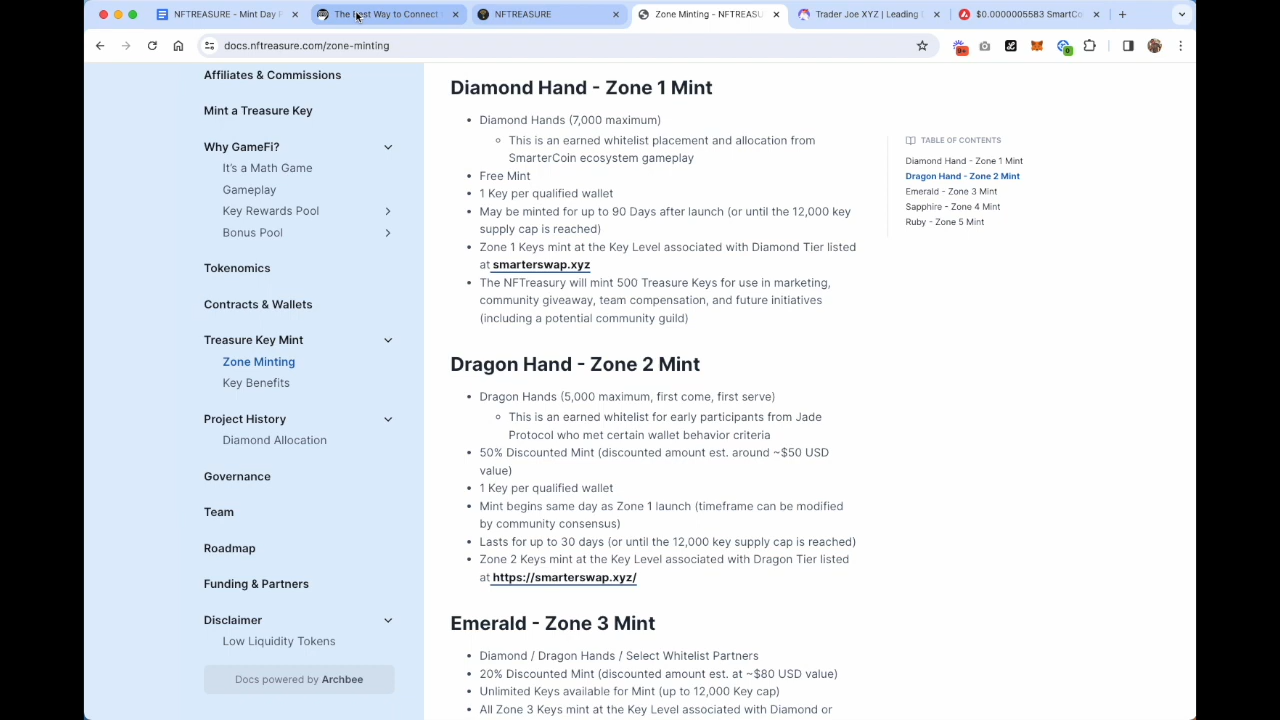 NFTREASURE - Mint Day
The Best Way to Connect
NFTREASURE
Zone Minting - NFTREASU
Trader Joe XYZ | Leading
$0.0000005583 SmartCo
docs.nftreasure.com/zone-minting
Affiliates & Commissions
Mint a Treasure Key
Why GameFi?
It's a Math Game
Gameplay
Key Rewards Pool
Bonus Pool
Tokenomics
Contracts & Wallets
Treasure Key Mint
Zone Minting
Key Benefits
Project History
Diamond Allocation
Governance
Team
Roadmap
Funding & Partners
Disclaimer
Low Liquidity Tokens
Docs powered by Archbee
Diamond Hand - Zone 1 Mint
• Diamond Hands (7,000 maximum)
◦ This is an earned whitelist placement and allocation from
SmarterCoin ecosystem gameplay
• Free Mint
• 1 Key per qualified wallet
• May be minted for up to 90 Days after launch (or until the 12,000 key
supply cap is reached)
• Zone 1 Keys mint at the Key Level associated with Diamond Tier listed
at smarterswap.xyz
• The NFTreasury will mint 500 Treasure Keys for use in marketing,
community giveaway, team compensation, and future initiatives
(including a potential community guild)
Dragon Hand - Zone 2 Mint
• Dragon Hands (5,000 maximum, first come, first serve)
◦ This is an earned whitelist for early participants from Jade
Protocol who met certain wallet behavior criteria
• 50% Discounted Mint (discounted amount est. around ~$50 USD
value)
• 1 Key per qualified wallet
• Mint begins same day as Zone 1 launch (timeframe can be modified
by community consensus)
• Lasts for up to 30 days (or until the 12,000 key supply cap is reached)
• Zone 2 Keys mint at the Key Level associated with Dragon Tier listed
at https://smarterswap.xyz/
Emerald - Zone 3 Mint
• Diamond / Dragon Hands / Select Whitelist Partners
• 20% Discounted Mint (discounted amount est. at ~$80 USD value)
• Unlimited Keys available for Mint (up to 12,000 Key cap)
• All Zone 3 Keys mint at the Key Level associated with Diamond or
TABLE OF CONTENTS
Diamond Hand - Zone 1 Mint
Dragon Hand - Zone 2 Mint
Emerald - Zone 3 Mint
Sapphire - Zone 4 Mint
Ruby - Zone 5 Mint